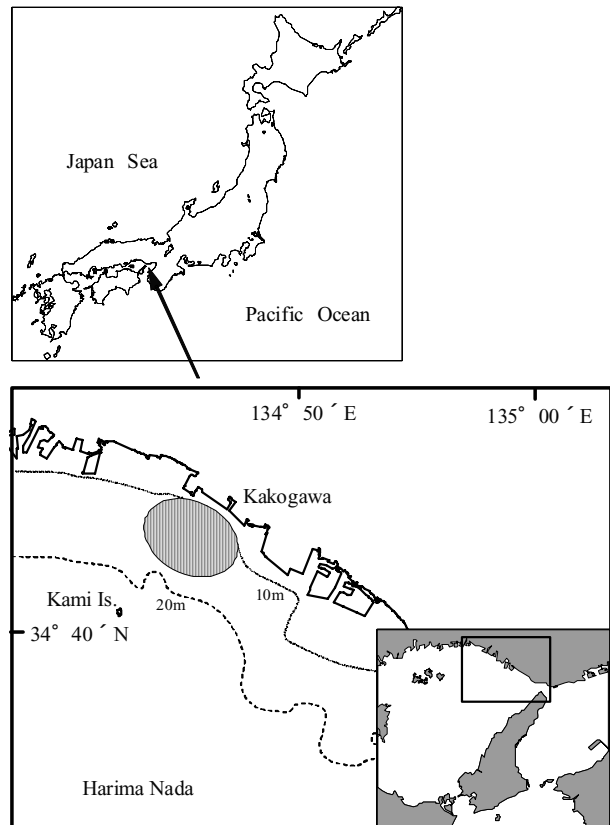 Japan Sea
Pacific Ocean
134° 50 ´ E
135° 00 ´ E
Kakogawa
Kami Is.
20m
10m
34° 40 ´ N
Harima Nada